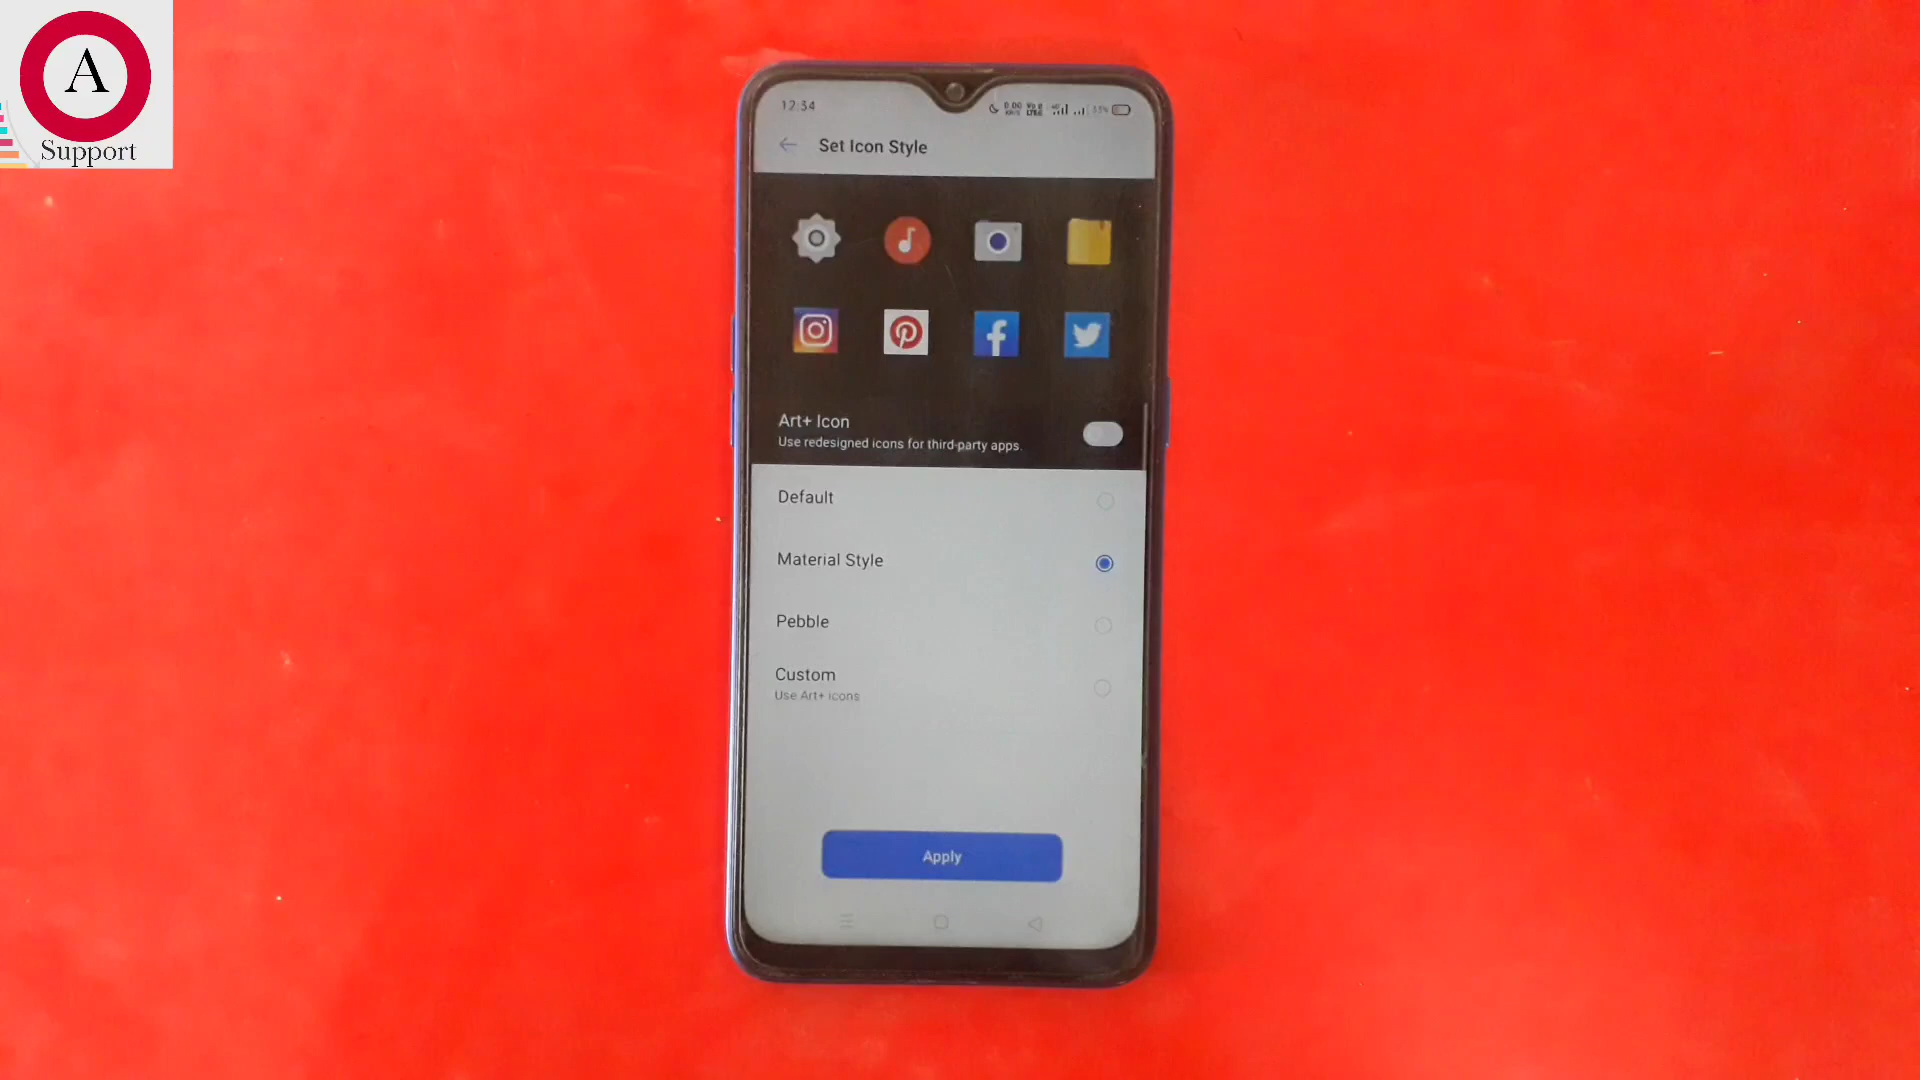 A
Support
12:34
Set Icon Style
Art+ Icon
Use redesigned icons for third-party apps.
Default
Material Style
Pebble
Custom
Use Art+ icons
Apply